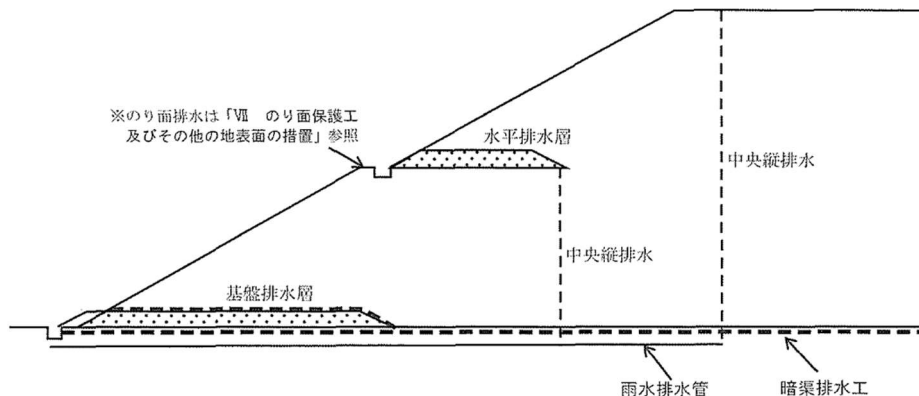 ※のり面排水は「Ⅶ　のり面保護工
及びその他の地表面の措置」参照
水平排水層
中央縦排水
中央縦排水
基盤排水層
雨水排水管
暗渠排水工